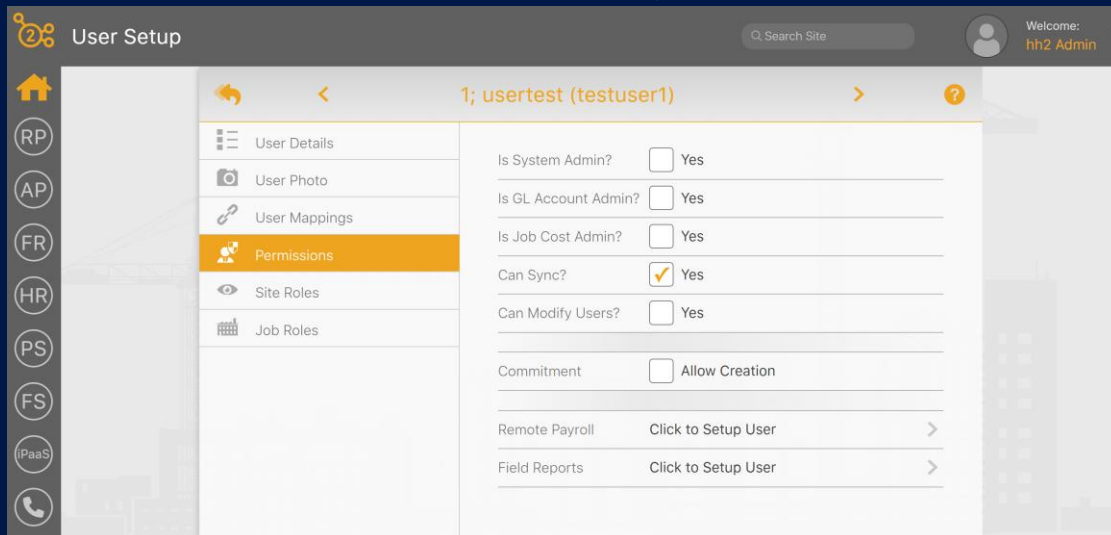 2
User Setup
Search Site
Welcome:
hh2 Admin
1; usertest (testuser1)
?
RP
AP
FR
HR
PS
FS
iPaaS
User Details
User Photo
User Mappings
Permissions
Site Roles
Job Roles
Is System Admin? Yes
Is GL Account Admin? Yes
Is Job Cost Admin? Yes
Can Sync? Yes
Can Modify Users? Yes
Commitment Allow Creation
Remote Payroll Click to Setup User
Field Reports Click to Setup User